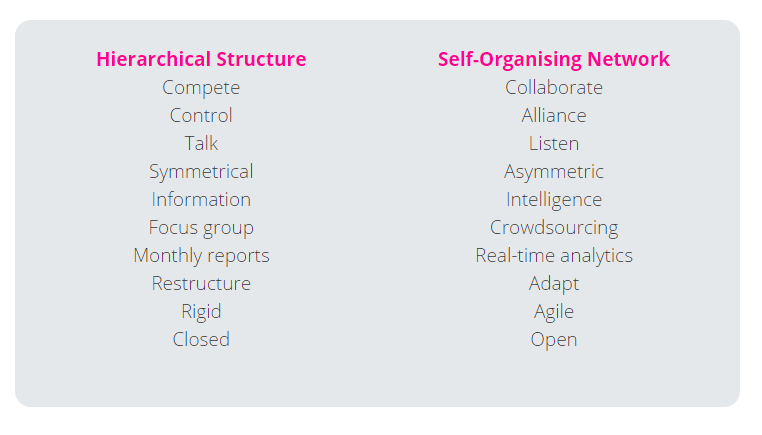 Hierarchical Structure
Compete
Control
Talk
Symmetrical
Information
Focus group
Monthly reports
Restructure
Rigid
Closed
Self-Organising Network
Collaborate
Alliance
Listen
Asymmetric
Intelligence
Crowdsourcing
Real-time analytics
Adapt
Agile
Open